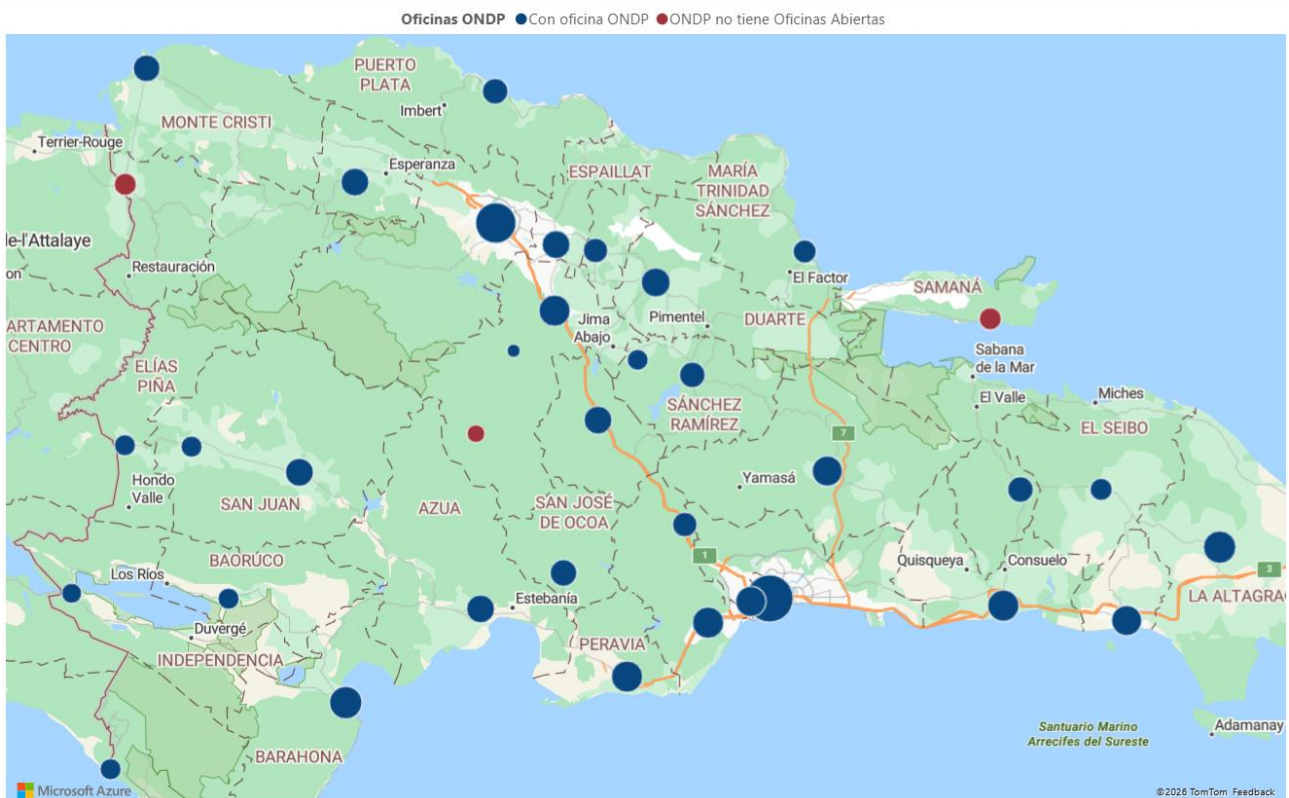 Oficinas ONDP Con oficina ONDP ONDP no tiene Oficinas Abiertas
PUERTO
PLATA
Imbert
MONTE CRISTI
Terrier-Rouge
Esperanza
ESPAILLAT
MARÍA
TRINIDAD
SÁNCHEZ
le-l'Attalaye
on
Restauración
El Factor
SAMANÁ
ARTAMENTO
CENTRO
Jima
Abajo
Pimentel
DUARTE
Sabana
de la Mar
ELÍAS
PIÑA
El Valle
Miches
SÁNCHEZ
RAMÍREZ
EL SEIBO
7
Hondo
Valle
SAN JUAN
AZUA
SAN JOSÉ
DE OCOA
Yamasá
BAORÚCO
Los Ríos
1
Quisqueya
Consuelo
3
Estebanía
LA ALTAGRA
Duvergé
INDEPENDENCIA
PERAVIA
BARAHONA
Santuario Marino
Arrecifes del Sureste
Adamanay
Microsoft Azure
©2026 TomTom Feedback